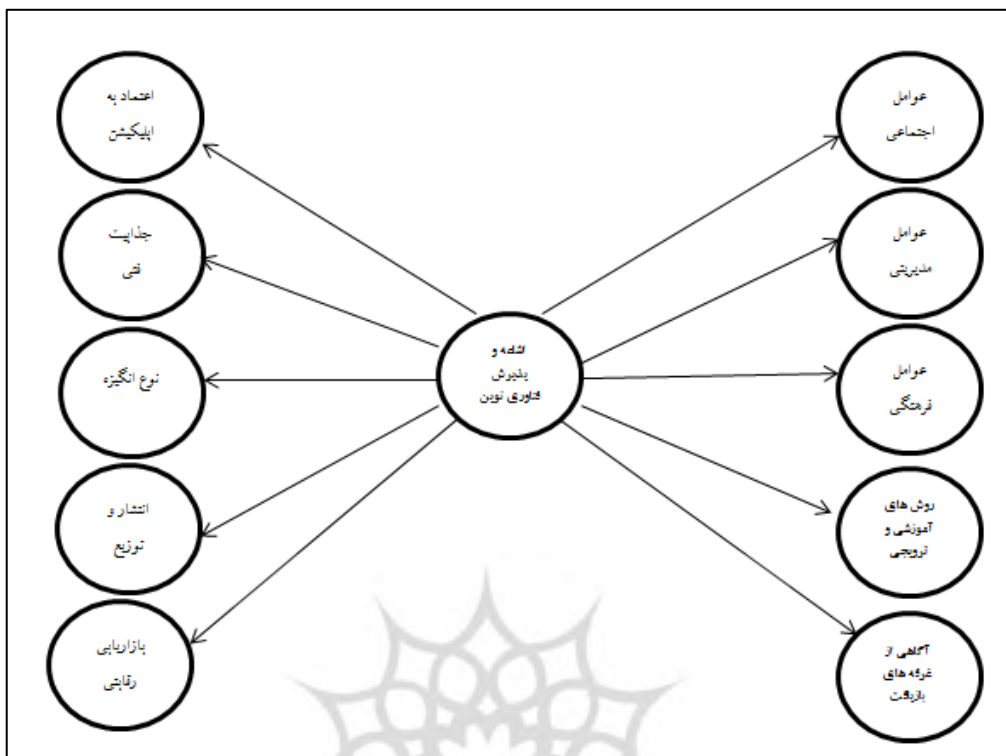 عوامل
اجتماعی
عوامل
مدیریتی
عوامل
فرهنگی
روش های
آموزشی و
ترویجی
آگاهی از
غرفه های
بازیافت
اشاعه و
پذیرش
فناوری نوین
اعتماد به
اپلیکیشن
جذابیت
فنی
نوع انگیزه
انتشار و
توزیع
بازاریابی
رقابتی